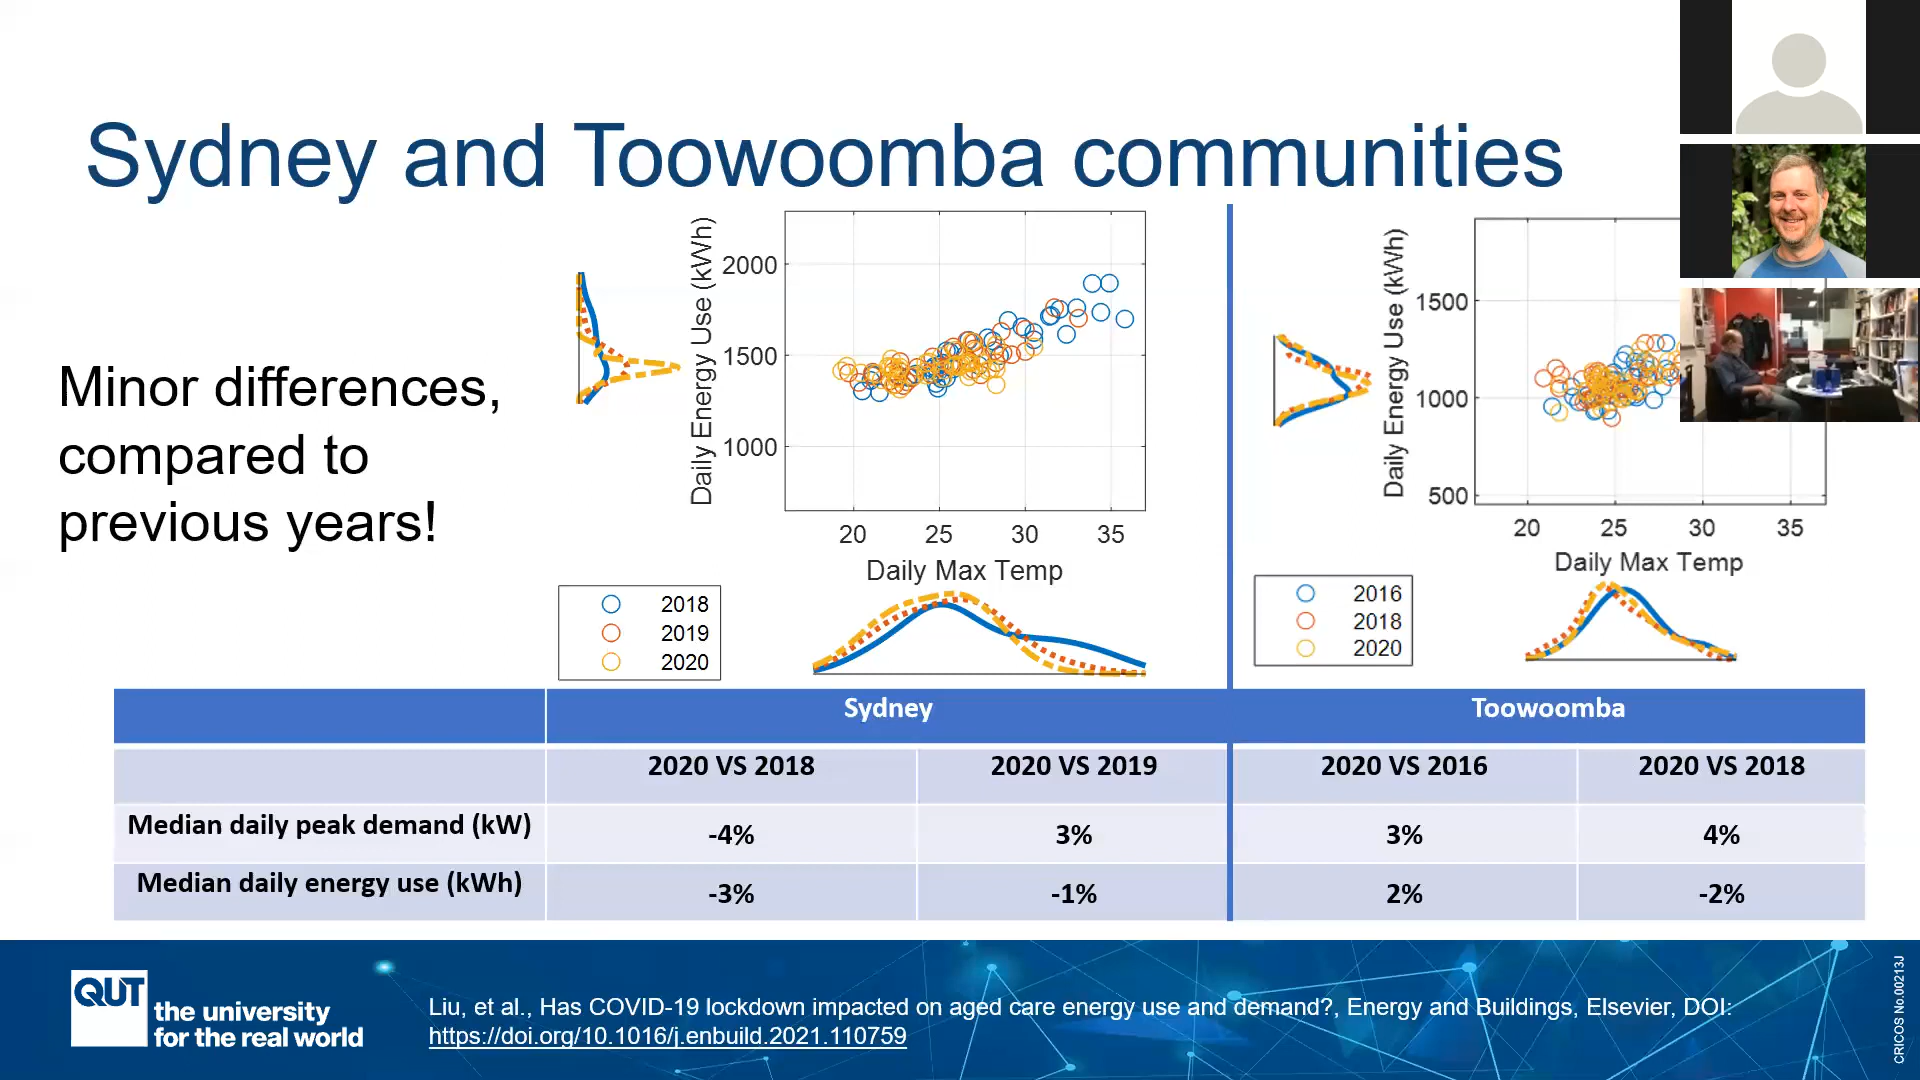 Sydney and Toowoomba communities
Minor differences,
compared to
previous years!
Daily Energy Use (kWh)
2000
1500
1000
20 25 30 35
Daily Max Temp
2018
2019
2020
Daily Energy Use (kWh)
1500
1000
500
20 25 30 35
Daily Max Temp
2016
2018
2020
Sydney Toowoomba
2020 VS 2018 2020 VS 2019 2020 VS 2016 2020 VS 2018
Median daily peak demand (kW) -4% 3% 3% 4%
Median daily energy use (kWh) -3% -1% 2% -2%
QUT
the university
for the real world
Liu, et al., Has COVID-19 lockdown impacted on aged care energy use and demand?, Energy and Buildings, Elsevier, DOI:
https://doi.org/10.1016/j.enbuild.2021.110759
CRICOS No.00213J